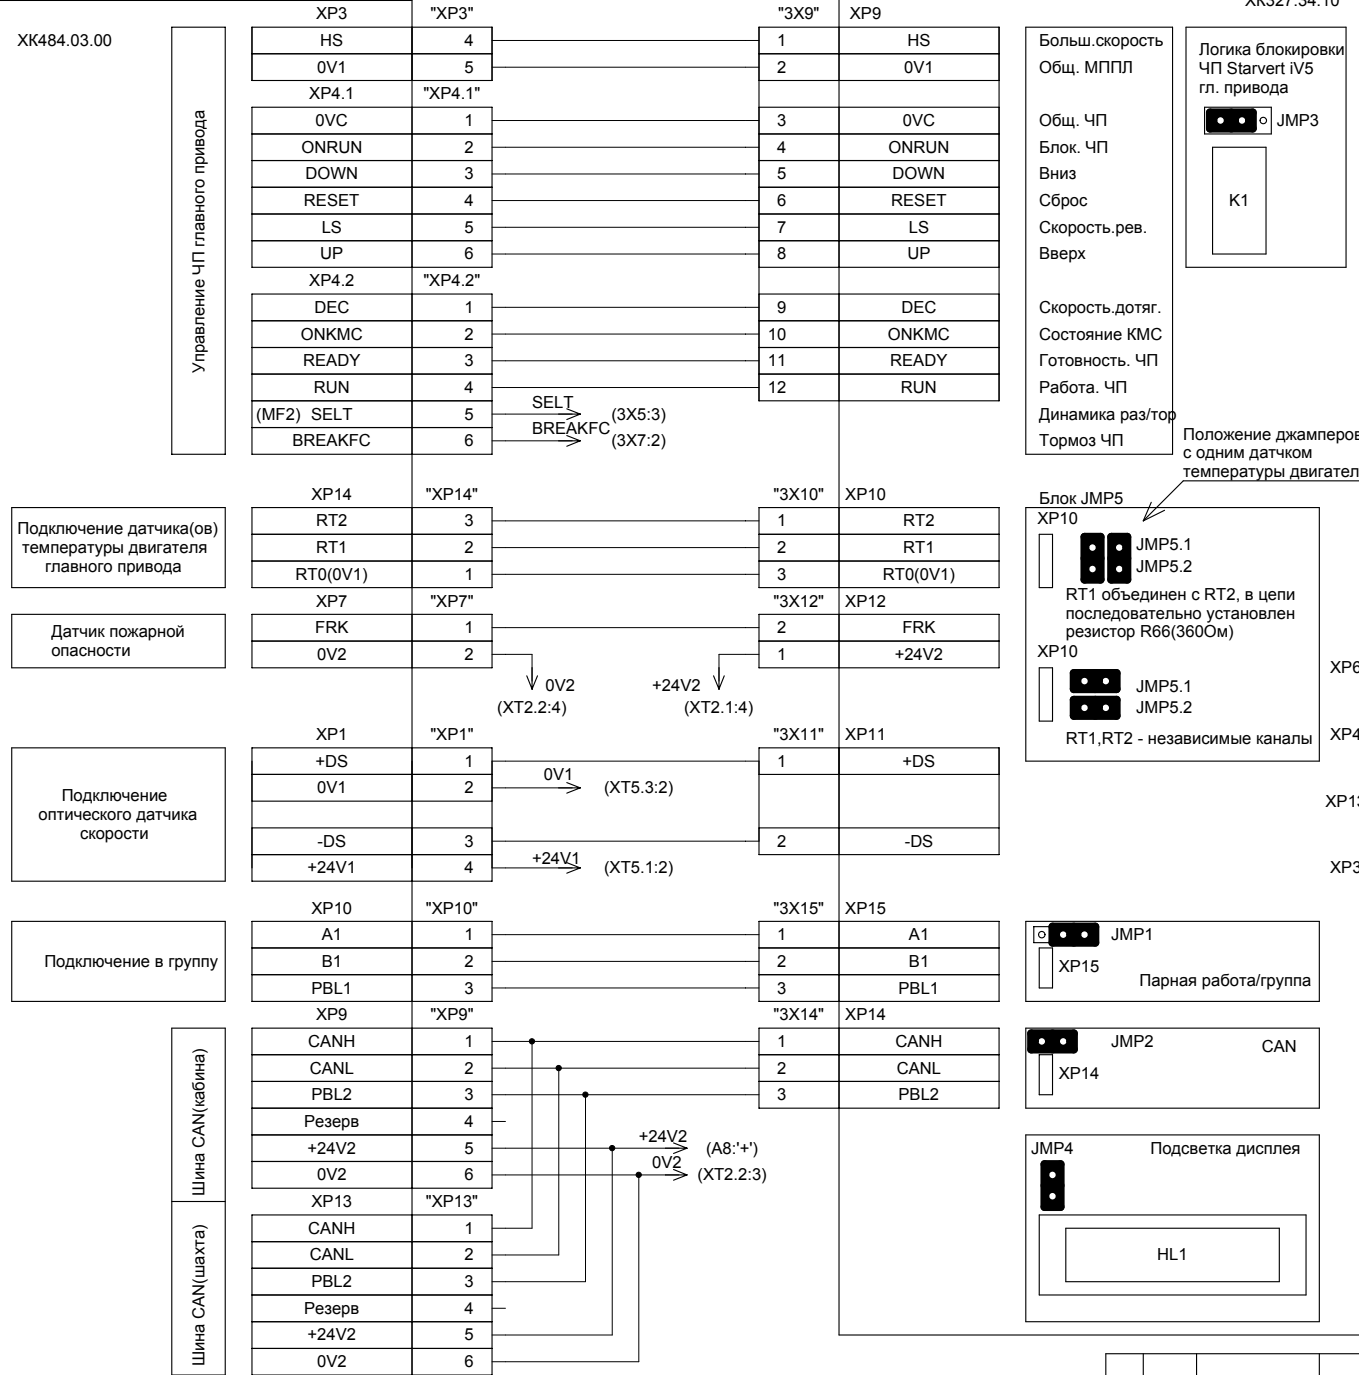 ХК484.03.00
ХК327.34.10
XP3 "XP3" "3X9" XP9
HS 4 1 HS Больш.скорость
0V1 5 2 0V1 Общ. МППЛ
XP4.1 "XP4.1"
0VC 1 3 0VC Общ. ЧП
ONRUN 2 4 ONRUN Блок. ЧП
DOWN 3 5 DOWN Вниз
RESET 4 6 RESET Сброс
LS 5 7 LS Скорость.рев.
UP 6 8 UP Вверх
XP4.2 "XP4.2"
DEC 1 9 DEC Скорость.дотяг.
ONKMC 2 10 ONKMC Состояние КМС
READY 3 11 READY Готовность. ЧП
RUN 4 12 RUN Работа. ЧП
(MF2) SELT 5 SELT (3X5:3) Динамика раз/тор
BREAKFC 6 BREAKFC (3X7:2) Тормоз ЧП
Управление ЧП главного привода
Логика блокировки
ЧП Starvert iV5
гл. привода
JMP3
K1
Положение джамперов
с одним датчком
температуры двигател
XP14 "XP14" "3X10" XP10
RT2 3 1 RT2
RT1 2 2 RT1
RT0(0V1) 1 3 RT0(0V1)
Подключение датчика(ов)
температуры двигателя
главного привода
XP7 "XP7" "3X12" XP12
FRK 1 2 FRK
0V2 2 1 +24V2
Датчик пожарной
опасности
0V2 +24V2
(XT2.2:4) (XT2.1:4)
Блок JMP5
XP10
JMP5.1
JMP5.2
RT1 объединен с RT2, в цепи
последовательно установлен
резистор R66(360Ом)
XP10
JMP5.1
JMP5.2
RT1,RT2 - независимые каналы
XP6
XP4
XP13
XP3
XP1 "XP1" "3X11" XP11
+DS 1 1 +DS
0V1 2 0V1 (XT5.3:2)
-DS 3 2 -DS
+24V1 4 +24V1 (XT5.1:2)
Подключение
оптического датчика
скорости
XP10 "XP10" "3X15" XP15
A1 1 1 A1
B1 2 2 B1
PBL1 3 3 PBL1
Подключение в группу
JMP1
XP15
Парная работа/группа
XP9 "XP9" "3X14" XP14
CANH 1 1 CANH
CANL 2 2 CANL
PBL2 3 3 PBL2
Резерв 4
+24V2 5 +24V2 (A8:'+')
0V2 6 0V2 (XT2.2:3)
Шина CAN(кабина)
JMP2
CAN
XP14
XP13 "XP13"
CANH 1
CANL 2
PBL2 3
Резерв 4
+24V2 5
0V2 6
Шина CAN(шахта)
JMP4
Подсветка дисплея
HL1